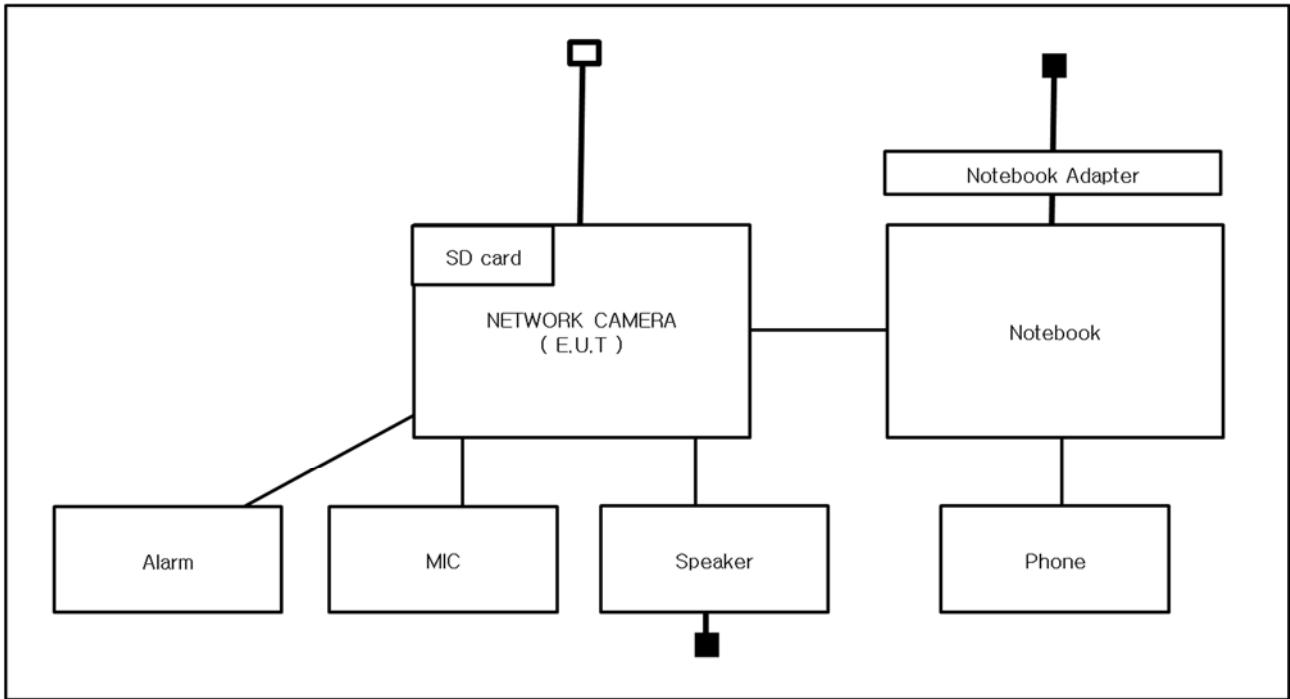 Notebook Adapter
SD card
NETWORK CAMERA
( E.U.T )
Notebook
Alarm
MIC
Speaker
Phone